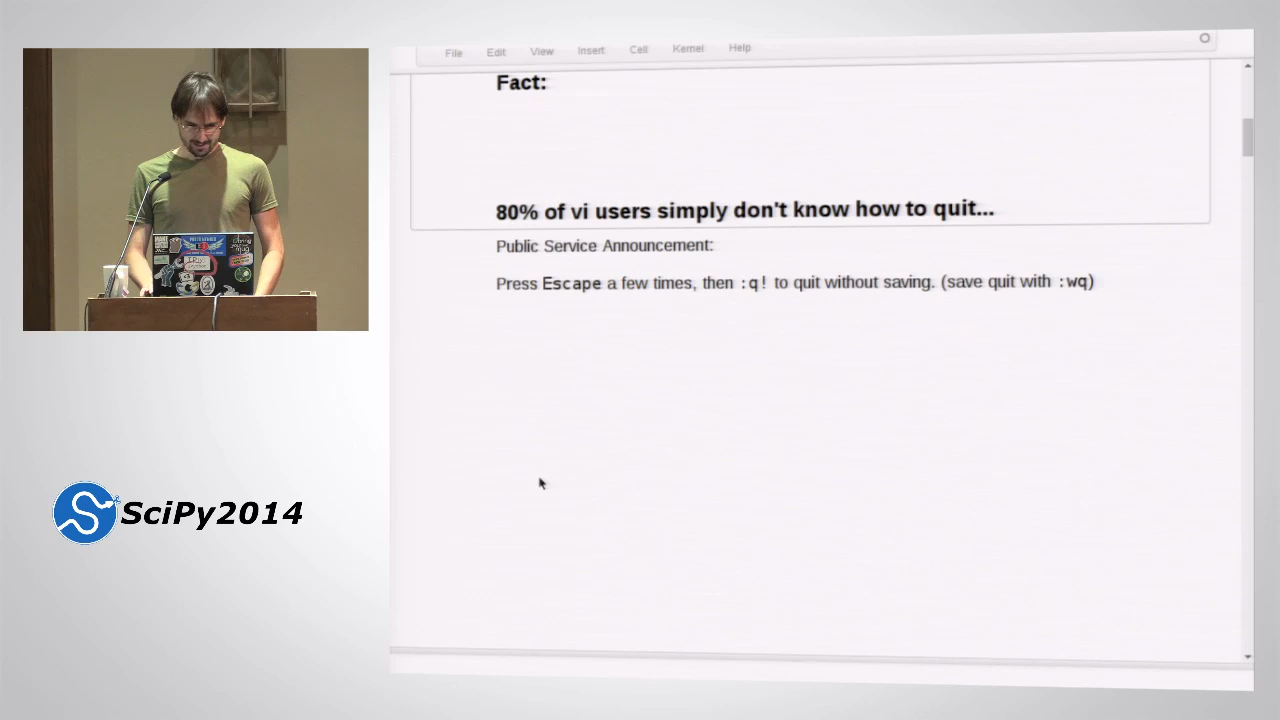 File Edit View Insert Cell Kernel Help
Fact:
80% of vi users simply don't know how to quit...
Public Service Announcement:
Press Escape a few times, then :q! to quit without saving. (save quit with :wq)
SciPy2014